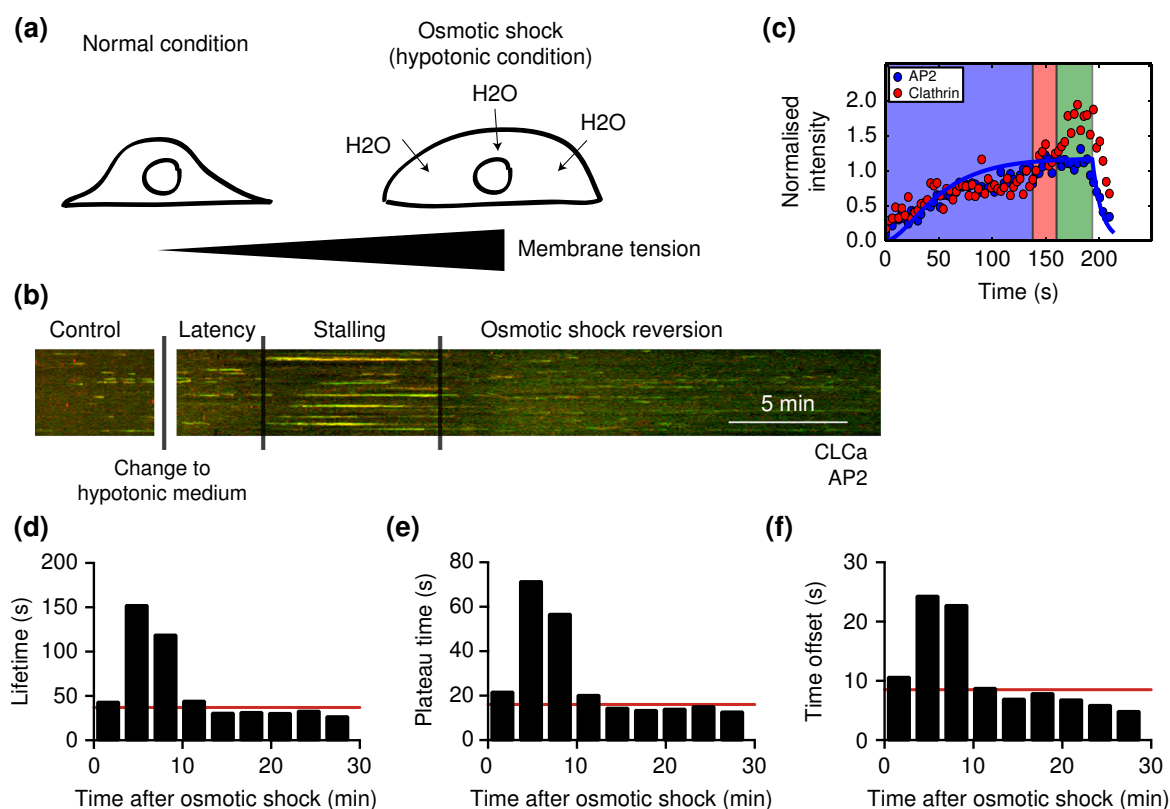 (a)
Normal condition
Osmotic shock
(hypotonic condition)
H2O
H2O
H2O
Membrane tension
(b)
Control
Latency
Stalling
Osmotic shock reversion
5 min
Change to
hypotonic medium
CLCa
AP2
(c)
AP2
Clathrin
Normalised
intensity
2.0
1.5
1.0
0.5
0.0
0
50
100
150
200
Time (s)
(d)
Lifetime (s)
200
150
100
50
0
0
10
20
30
Time after osmotic shock (min)
(e)
Plateau time (s)
80
60
40
20
0
0
10
20
30
Time after osmotic shock (min)
(f)
Time offset (s)
30
20
10
0
0
10
20
30
Time after osmotic shock (min)